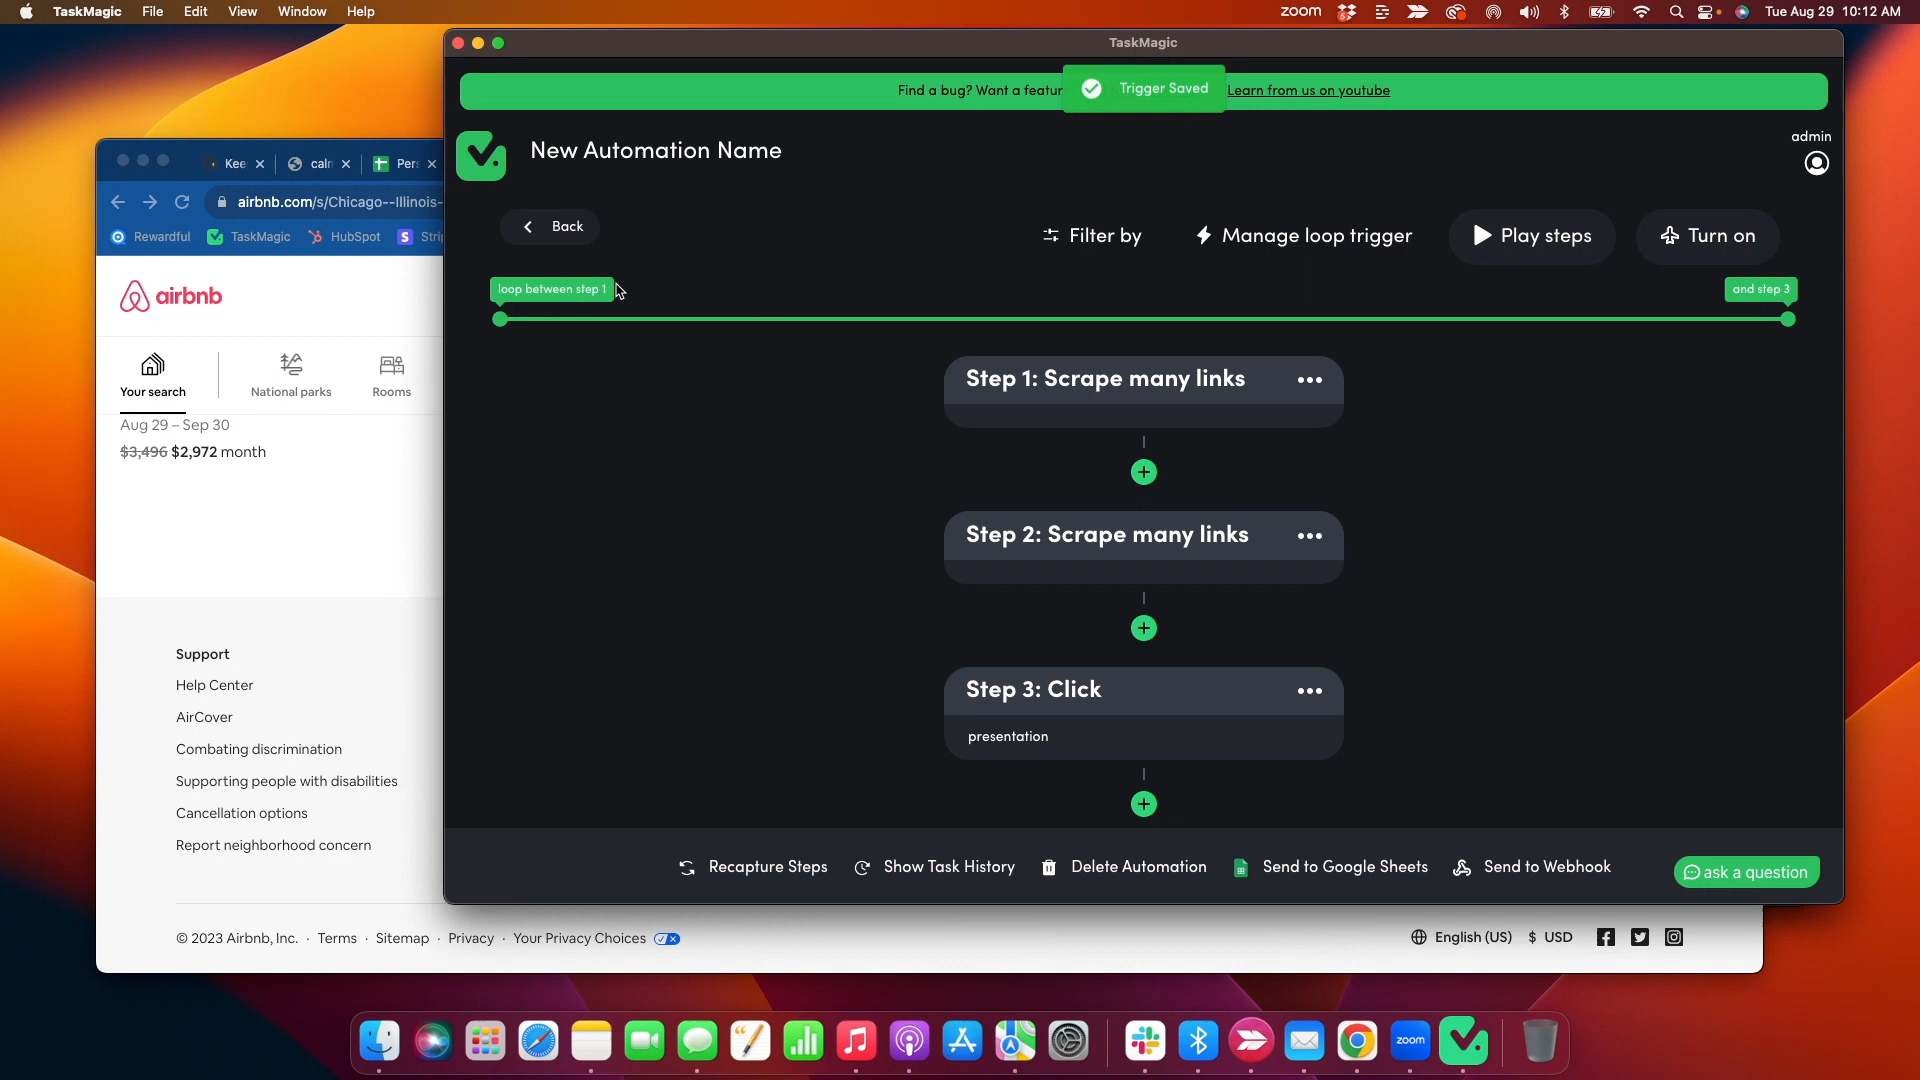 TaskMagic File Edit View Window Help
zoom Tue Aug 29 10:12 AM
TaskMagic
Find a bug? Want a featur
Trigger Saved
Learn from us on youtube
New Automation Name
admin
Back
Filter by
Manage loop trigger
Play steps
Turn on
loop between step 1
and step 3
Step 1: Scrape many links
Step 2: Scrape many links
Step 3: Click
presentation
Recapture Steps
Show Task History
Delete Automation
Send to Google Sheets
Send to Webhook
ask a question
Kee
caln
Pers
airbnb.com/s/Chicago--Illinois-
Rewardful
TaskMagic
HubSpot
Strip
airbnb
Your search
National parks
Rooms
Aug 29 – Sep 30
$3,496 $2,972 month
Support
Help Center
AirCover
Combating discrimination
Supporting people with disabilities
Cancellation options
Report neighborhood concern
© 2023 Airbnb, Inc. · Terms · Sitemap · Privacy · Your Privacy Choices
English (US) $ USD
zoom